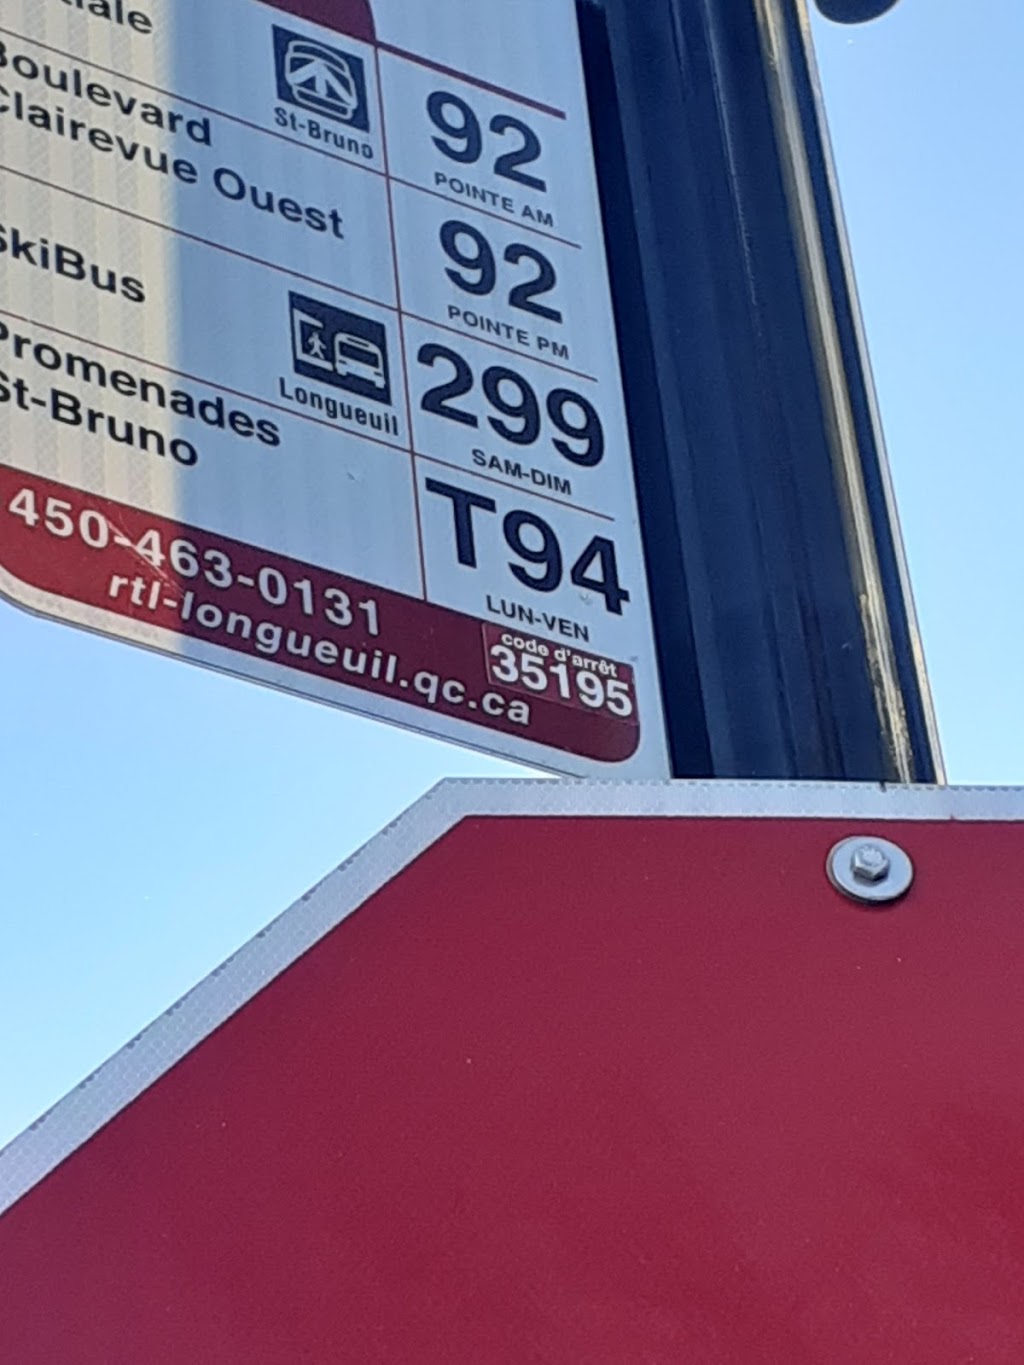 St-Bruno
92
POINTE AM
Boulevard
Clairevue Ouest
92
POINTE PM
SkiBus
Longueuil
299
SAM-DIM
Promenades
St-Bruno
T94
LUN-VEN
450-463-0131
rtl-longueuil.qc.ca
code d'arrêt
35195